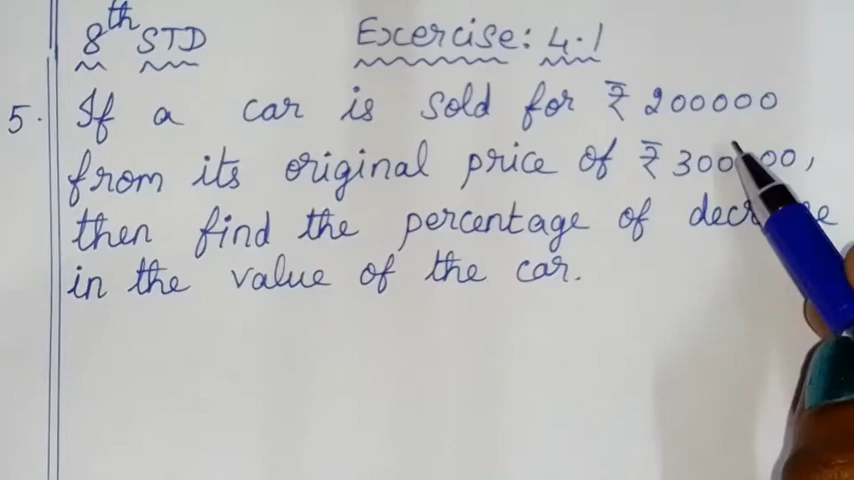 8th STD Exercise: 4.1
5. If a car is sold for ₹ 200000
from its original price of ₹
then find the percentage of
in the value of the car.